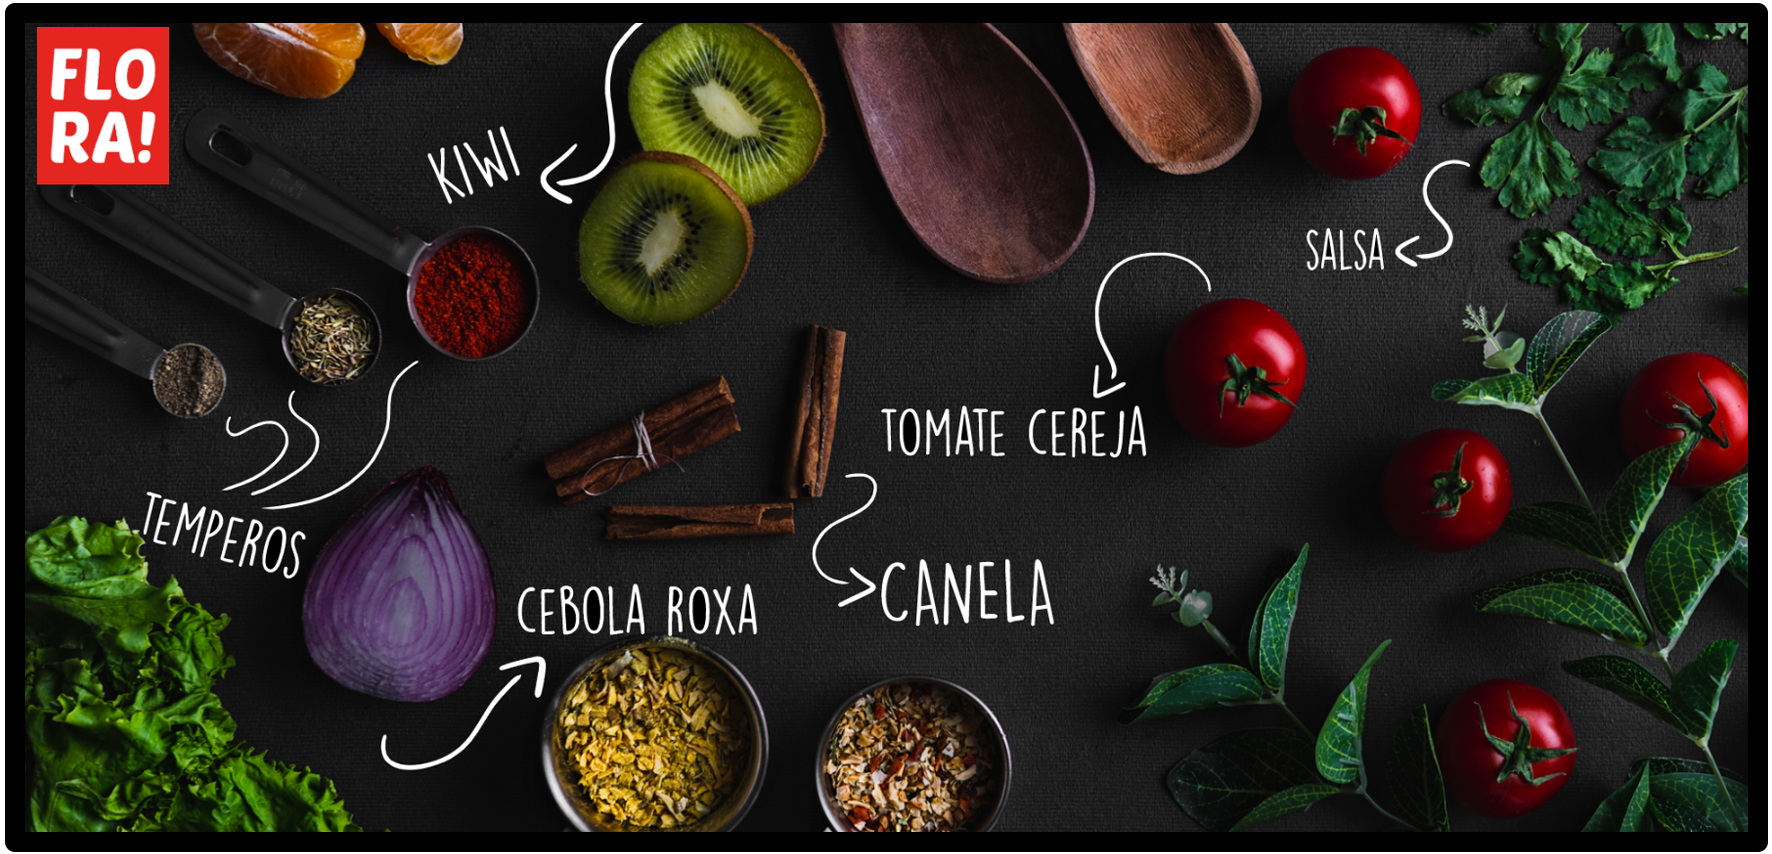 FLO
RA!
KIWI
SALSA
TOMATE CEREJA
TEMPEROS
CANELA
CEBOLA ROXA